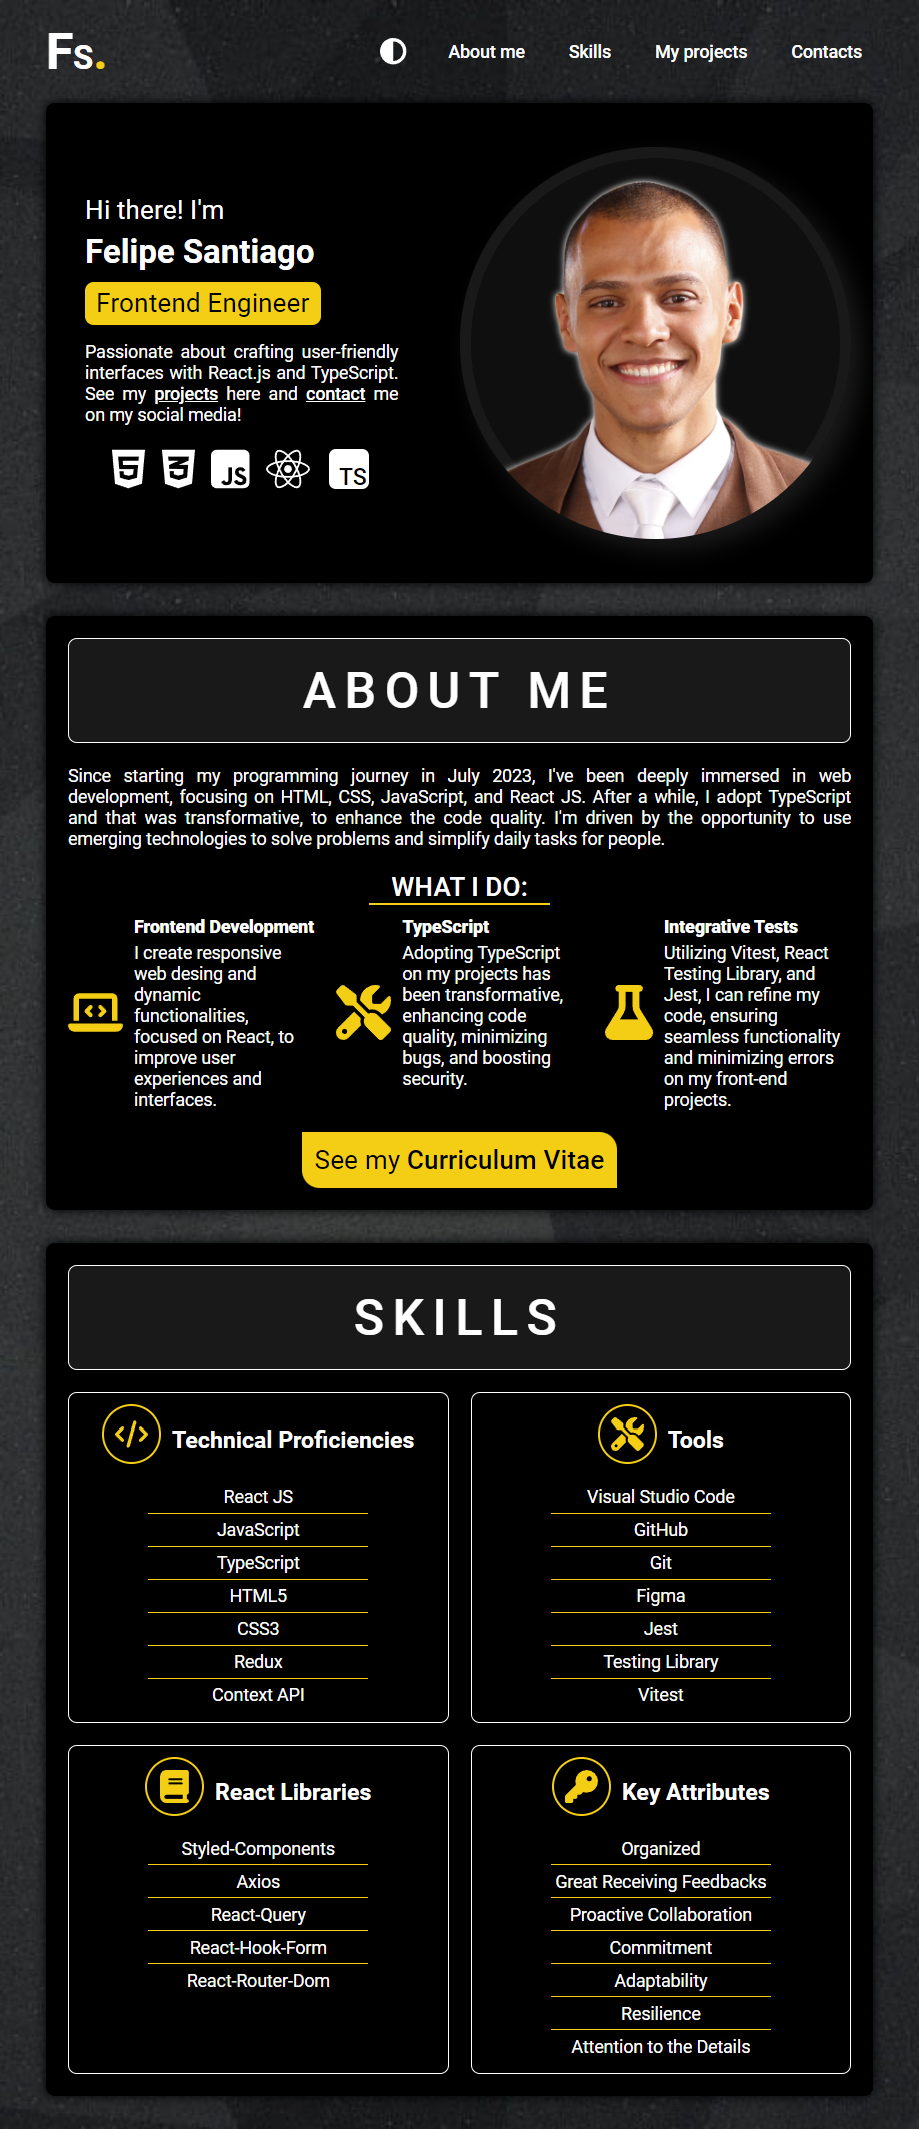 Fs.
About me
Skills
My projects
Contacts
Hi there! I'm
Felipe Santiago
Frontend Engineer
Passionate about crafting user-friendly
interfaces with React.js and TypeScript.
See my projects here and contact me
on my social media!
5 3 JS TS
ABOUT ME
Since starting my programming journey in July 2023, I've been deeply immersed in web
development, focusing on HTML, CSS, JavaScript, and React JS. After a while, I adopt TypeScript
and that was transformative, to enhance the code quality. I'm driven by the opportunity to use
emerging technologies to solve problems and simplify daily tasks for people.
WHAT I DO:
Frontend Development
I create responsive
web desing and
dynamic
functionalities,
focused on React, to
improve user
experiences and
interfaces.
TypeScript
Adopting TypeScript
on my projects has
been transformative,
enhancing code
quality, minimizing
bugs, and boosting
security.
Integrative Tests
Utilizing Vitest, React
Testing Library, and
Jest, I can refine my
code, ensuring
seamless functionality
and minimizing errors
on my front-end
projects.
See my Curriculum Vitae
SKILLS
Technical Proficiencies
React JS
JavaScript
TypeScript
HTML5
CSS3
Redux
Context API
Tools
Visual Studio Code
GitHub
Git
Figma
Jest
Testing Library
Vitest
React Libraries
Styled-Components
Axios
React-Query
React-Hook-Form
React-Router-Dom
Key Attributes
Organized
Great Receiving Feedbacks
Proactive Collaboration
Commitment
Adaptability
Resilience
Attention to the Details